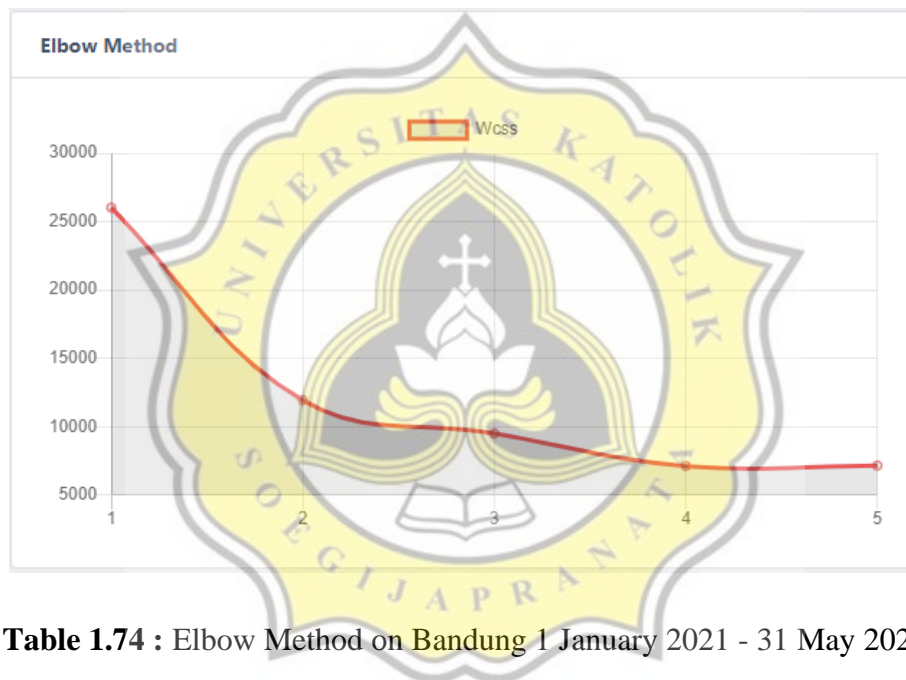 Elbow Method
Wcss
30000
25000
20000
15000
10000
5000
1 2 3 4 5
UNIVERSITAS KATOLIK
SOEGIJAPRANATA
Table 1.74 : Elbow Method on Bandung 1 January 2021 - 31 May 202